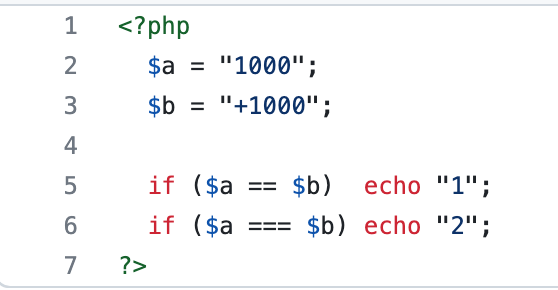 1 <?php
2 $a = "1000";
3 $b = "+1000";
4
5 if ($a == $b)  echo "1";
6 if ($a === $b) echo "2";
7 ?>